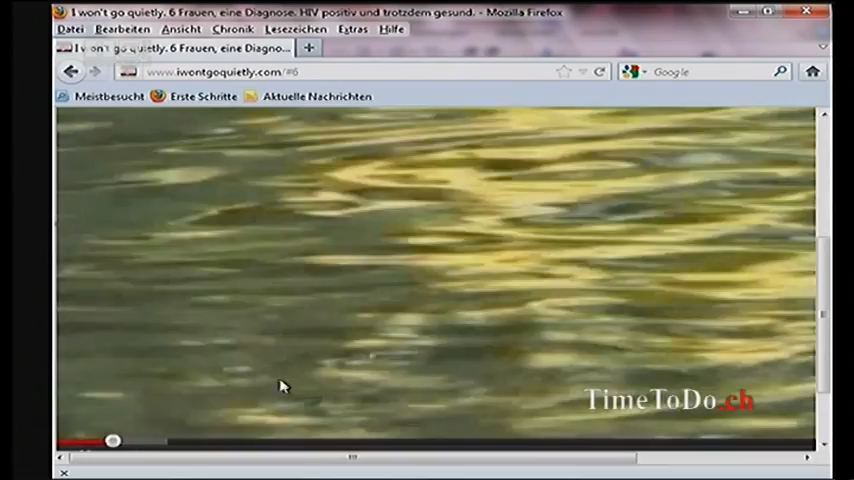 I won't go quietly. 6 Frauen, eine Diagnose. HIV positiv und trotzdem gesund. - Mozilla Firefox
Datei Bearbeiten Ansicht Chronik Lesezeichen Extras Hilfe
I won't go quietly. 6 Frauen, eine Diagno...
www.iwontgoquietly.com/#6 Google
Meistbesucht Erste Schritte Aktuelle Nachrichten
TimeToDo.ch